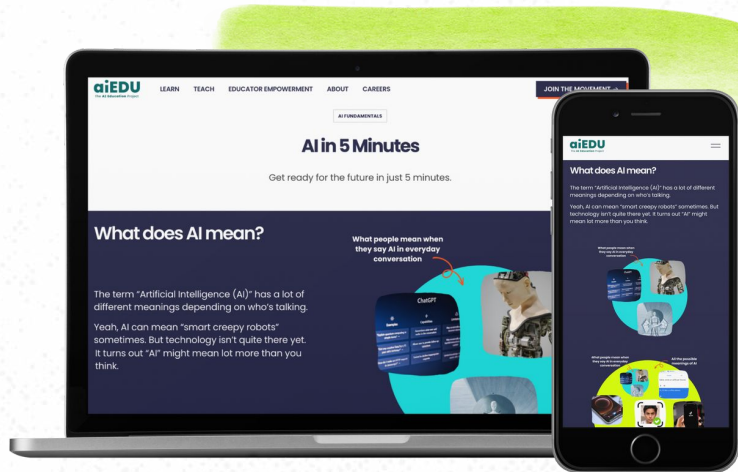 aiEDU
The AI Education Project
LEARN TEACH EDUCATOR EMPOWERMENT ABOUT CAREERS
JOIN THE MOVEMENT
AI FUNDAMENTALS
AI in 5 Minutes
Get ready for the future in just 5 minutes.
What does AI mean?
The term “Artificial Intelligence (AI)” has a lot of
different meanings depending on who’s talking.
Yeah, AI can mean “smart creepy robots”
sometimes. But technology isn’t quite there yet.
It turns out “AI” might mean lot more than you
think.
What people mean when
they say AI in everyday
conversation
ChatGPT
Examples
Capabilities
aiEDU
What does AI mean?
The term “Artificial Intelligence (AI)” has a lot of different
meanings depending on who’s talking.
Yeah, AI can mean “smart creepy robots” sometimes. But
technology isn’t quite there yet. It turns out “AI” might
mean lot more than you think.
What people mean when
they say AI in everyday
conversation
What people mean when
they say AI in everyday
conversation
All the possible
meanings of AI